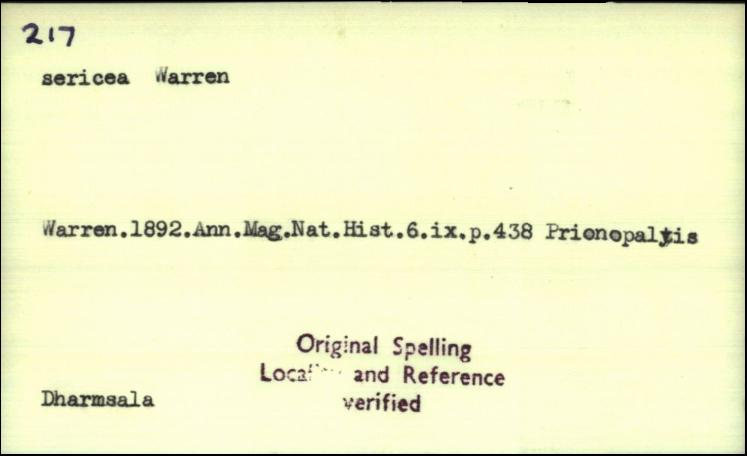 217
sericea Warren
Warren.1892.Ann.Mag.Nat.Hist.6.ix.p.438 Prionopaltis
Original Spelling
Locality and Reference
verified
Dharmsala